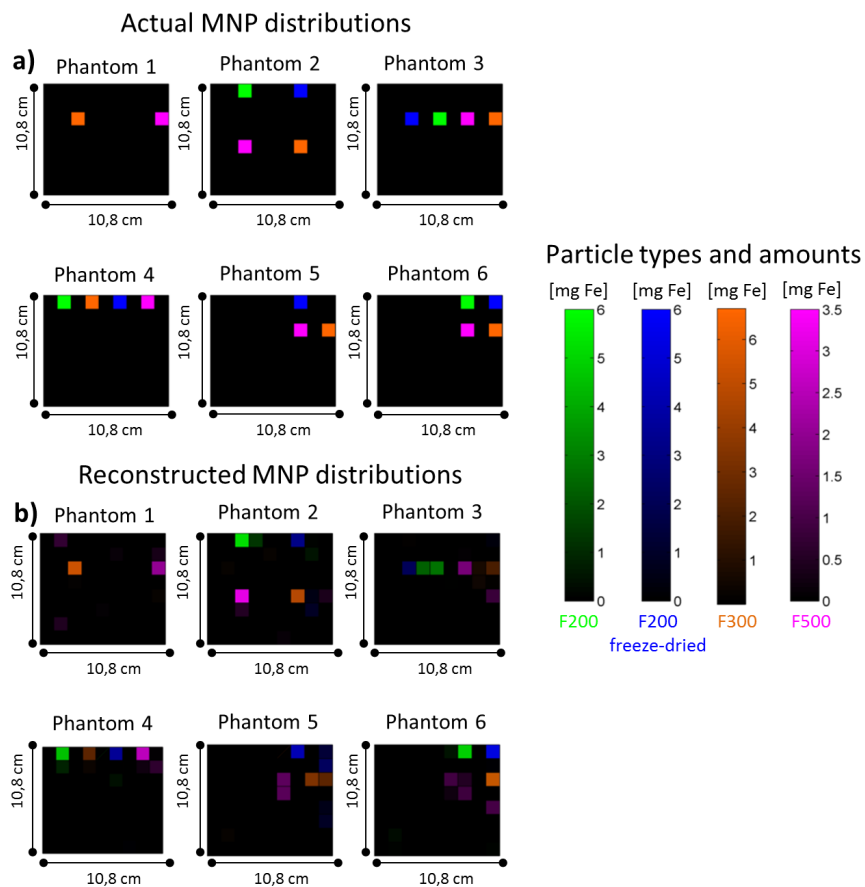 Actual MNP distributions
a)
Phantom 1
Phantom 2
Phantom 3
10,8 cm
10,8 cm
10,8 cm
10,8 cm
10,8 cm
10,8 cm
Phantom 4
Phantom 5
Phantom 6
10,8 cm
10,8 cm
10,8 cm
10,8 cm
10,8 cm
10,8 cm
Particle types and amounts
[mg Fe]
[mg Fe]
[mg Fe]
[mg Fe]
6
5
4
3
2
1
0
6
5
4
3
2
1
0
6
5
4
3
2
1
3.5
3
2.5
2
1.5
1
0.5
0
F200
F200
freeze-dried
F300
F500
Reconstructed MNP distributions
b)
Phantom 1
Phantom 2
Phantom 3
10,8 cm
10,8 cm
10,8 cm
10,8 cm
10,8 cm
10,8 cm
Phantom 4
Phantom 5
Phantom 6
10,8 cm
10,8 cm
10,8 cm
10,8 cm
10,8 cm
10,8 cm